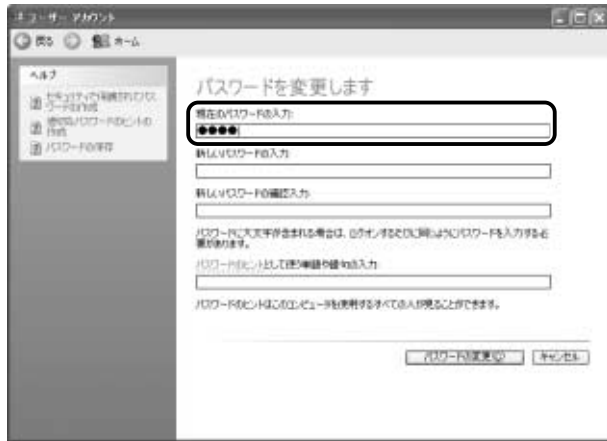 ユーザー アカウント
戻る ホーム
ヘルプ
セキュリティで保護されたパス
ワードの作成
適切なパスワードのヒントの
作成
パスワードの保存
パスワードを変更します
現在のパスワードの入力:
●●●●
新しいパスワードの入力:
新しいパスワードの確認入力:
パスワードに大文字が含まれる場合は、ログオンするたびに同じようにパスワードを入力する必
要があります。
パスワードのヒントとして使う単語や語句の入力:
パスワードのヒントはこのコンピュータを使用するすべての人が見ることができます。
パスワードの変更(C) キャンセル